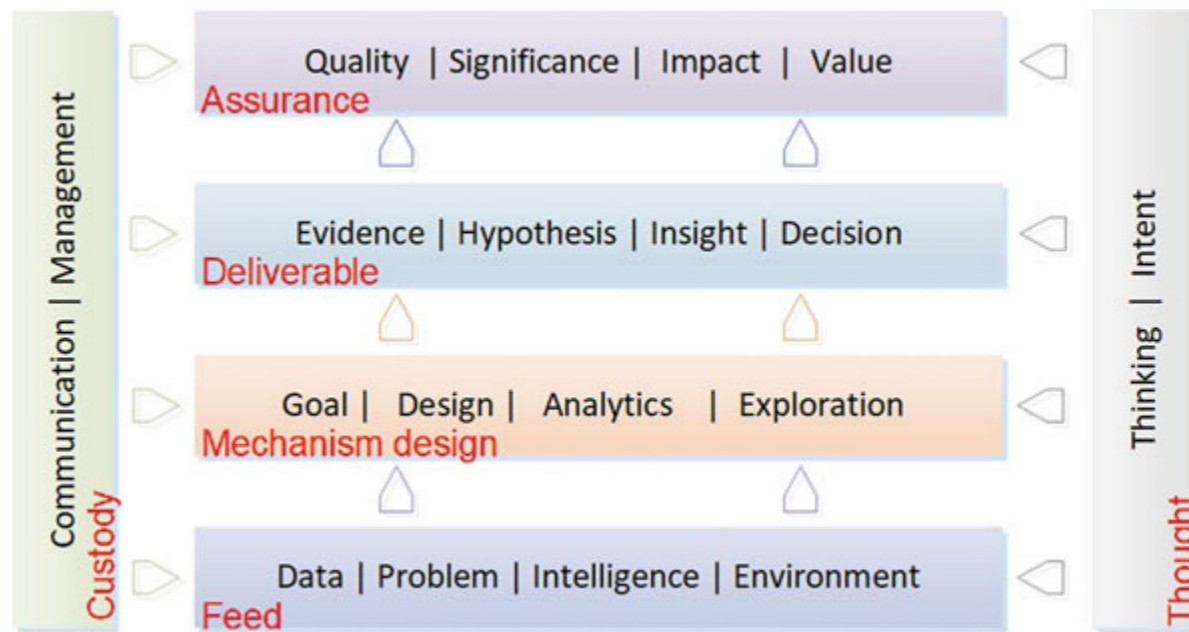 Communication | Management
Custody
Quality | Significance | Impact | Value
Assurance
Evidence | Hypothesis | Insight | Decision
Deliverable
Goal | Design | Analytics | Exploration
Mechanism design
Data | Problem | Intelligence | Environment
Feed
Thinking | Intent
Thought